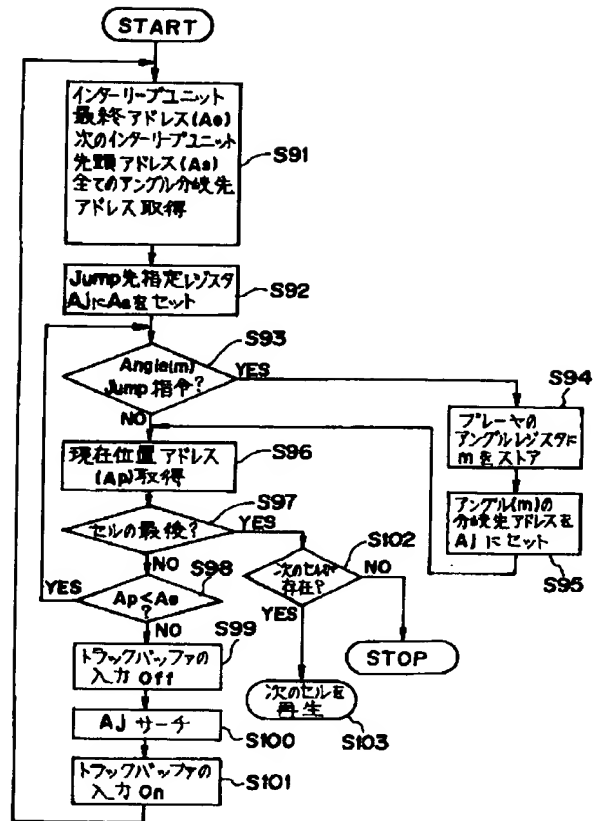 START
インターリーブユニット
最終アドレス(Ae)
次のインターリーブユニット
先頭アドレス(As)
全てのアングル分岐先
アドレス取得
S91
Jump先指定レジスタ
AJにAsをセット
S92
S93
Angle(m)
Jump指令?
YES
NO
S94
プレーヤの
アングルレジスタに
mをストア
アングル(m)の
分岐先アドレスを
AJにセット
S95
S96
現在位置アドレス
(Ap)取得
S97
セルの最後?
YES
NO
S102
次のセルが
存在?
NO
YES
S98
Ap<Ae
?
YES
NO
S99
トラックバッファの
入力Off
STOP
次のセルを
再生
S103
AJサーチ
S100
トラックバッファの
入力On
S101